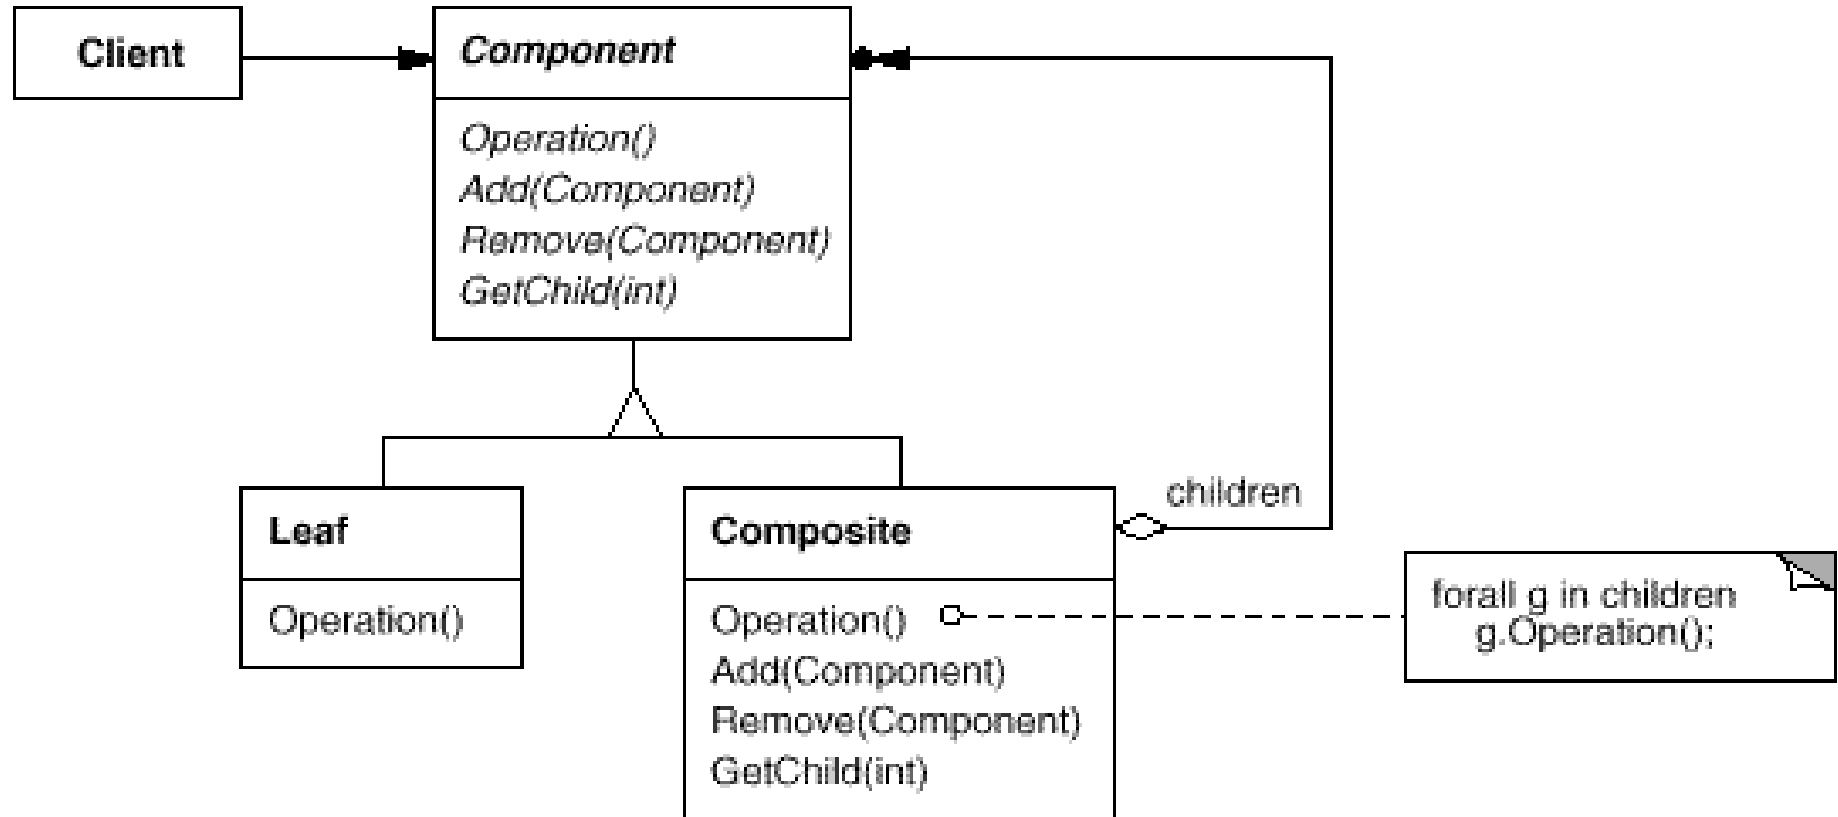 Client
Component
Operation()
Add(Component)
Remove(Component)
GetChild(int)
Leaf
Operation()
Composite
Operation()
Add(Component)
Remove(Component)
GetChild(int)
children
forall g in children
g.Operation();